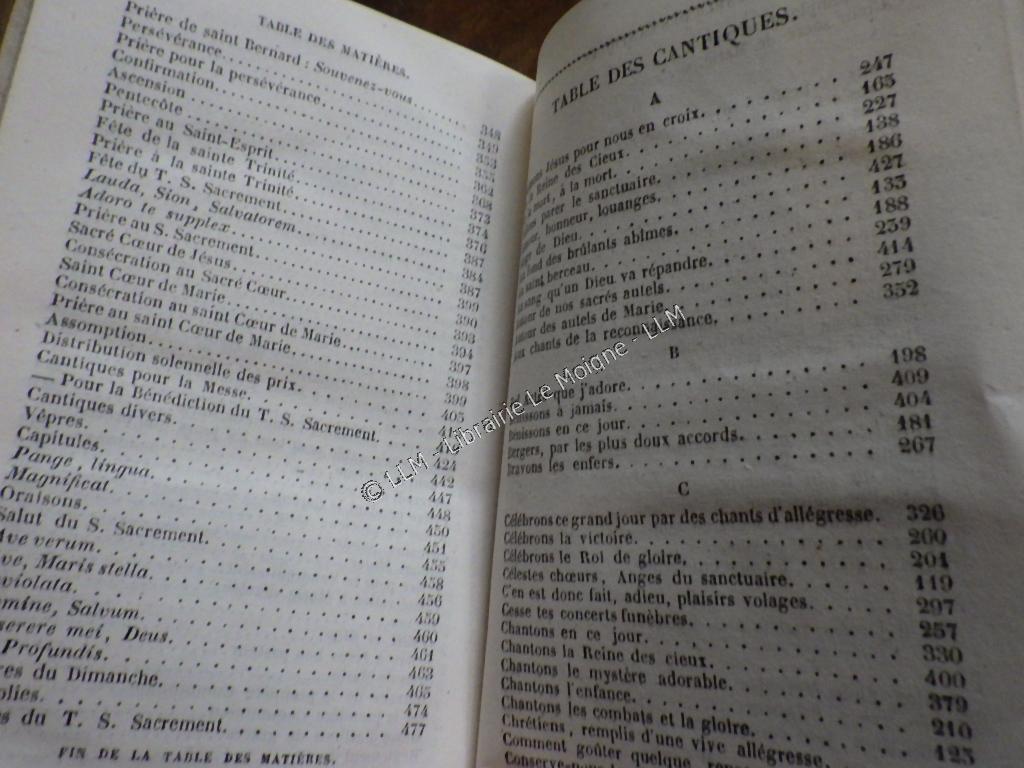 TABLE DES MATIÈRES.
Prière de saint Bernard : Souvenez-vous
Persévérance. 348
Prière pour la persévérance. 349
Confirmation. 353
Ascension 355
Pentecôte 362
Prière au Saint-Esprit. 368
Fête de la sainte Trinité. 373
Prière à la sainte Trinité. 374
Fête du T. S. Sacrement. 376
Lauda, Sion, Salvatorem. 387
Adoro te supplex. 384
Prière au S. Sacrement. 387
Sacré Cœur de Jésus. 399
Consécration au Sacré Cœur. 390
Saint Cœur de Marie. 393
Consécration au saint Cœur de Marie. 394
Prière au saint Cœur de Marie. 397
Assomption. 398
Distribution solennelle des prix. 399
Cantiques pour la Messe. 405
— Pour la Bénediction du T. S. Sacrement.
Cantiques divers.
Vêpres. 424
Capitules. 442
Pange, lingua. 447
Magnificat. 448
Oraisons. 450
Salut du S. Sacrement. 451
Ave verum. 455
Maris stella. 458
456
Salvum. 459
mei, Deus. 460
Profundis. 461
du Dimanche. 463
465
474
du T. S. Sacrement. 477
FIN DE LA TABLE DES MATIÈRES.
TABLE DES CANTIQUES.
A
Jésus pour nous en croix. 247
Reine des Cieux. 165
à la mort. 227
parer le sanctuaire. 138
honneur, louanges. 186
de Dieu. 427
fond des brûlants abîmes. 133
saint berceau. 188
sang qu'un Dieu va répandre. 239
de nos sacrés autels. 414
des autels de Marie. 279
chants de la reconnaissance. 352
B
que j'adore. 198
à jamais. 409
Bénissons en ce jour. 404
Bergers, par les plus doux accords. 181
Bravons les enfers. 267
C
Célébrons ce grand jour par des chants d'allégresse. 326
Célébrons la victoire. 260
Célébrons le Roi de gloire. 201
Célestes chœurs, Anges du sanctuaire. 119
C'en est donc fait, adieu, plaisirs volages. 297
Cesse tes concerts funèbres. 257
Chantons en ce jour. 330
Chantons la Reine des cieux. 400
Chantons le mystère adorable. 379
Chantons l'enfance. 210
Chantons les combats et la gloire. 125
Chrétiens, remplis d'une vive allégresse.
Comment goûter quelque
© LLM - Librairie Le Moigne - LLM